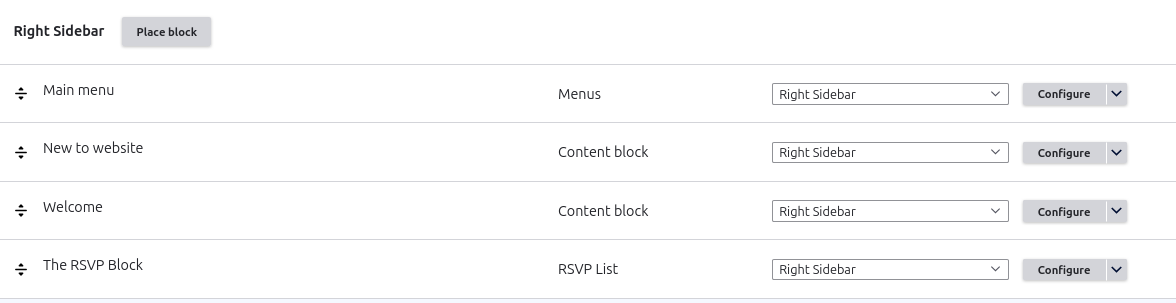 Right Sidebar Place block
Main menu Menus Right Sidebar Configure
New to website Content block Right Sidebar Configure
Welcome Content block Right Sidebar Configure
The RSVP Block RSVP List Right Sidebar Configure